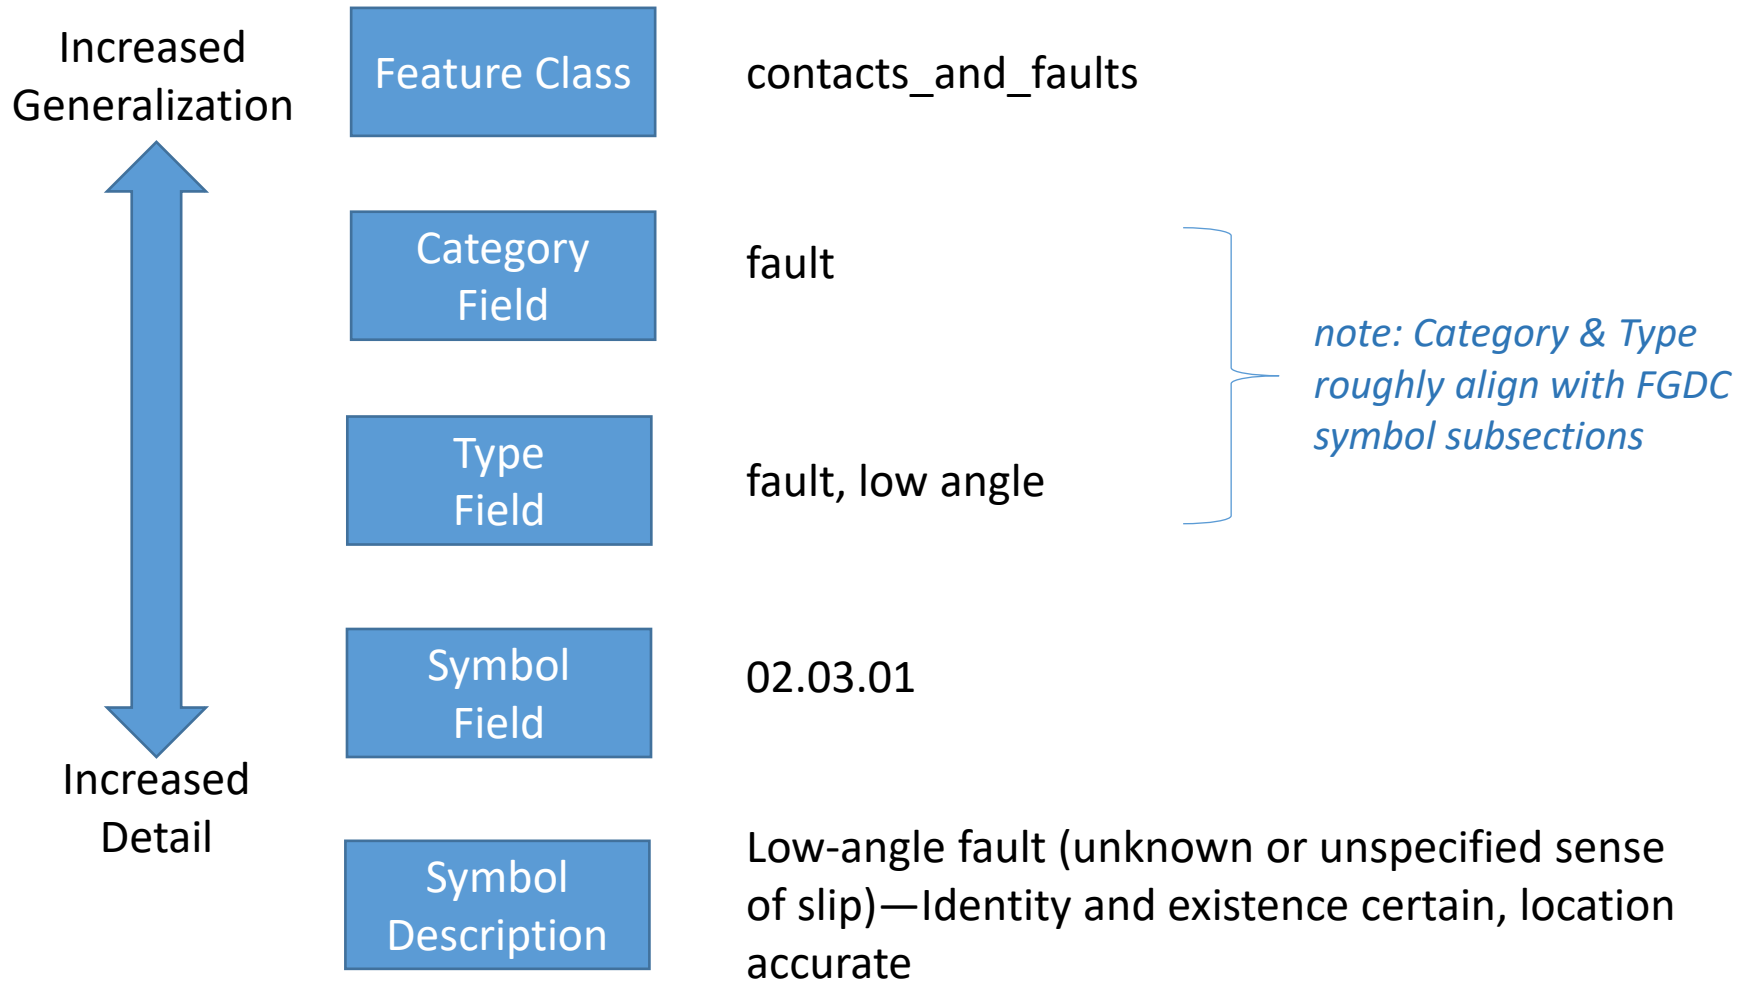 Increased
Generalization
Feature Class
contacts_and_faults
Category
Field
fault
note: Category & Type
roughly align with FGDC
symbol subsections
Type
Field
fault, low angle
Symbol
Field
02.03.01
Increased
Detail
Symbol
Description
Low-angle fault (unknown or unspecified sense
of slip)—Identity and existence certain, location
accurate